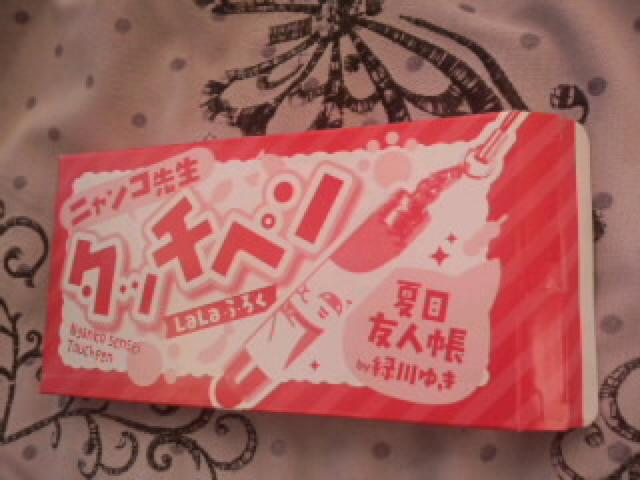 ニャンコ先生
タッチペン
LaLaふろく
Nyanko Sensei
Touchpen
夏目
友人帳
by 緑川ゆき